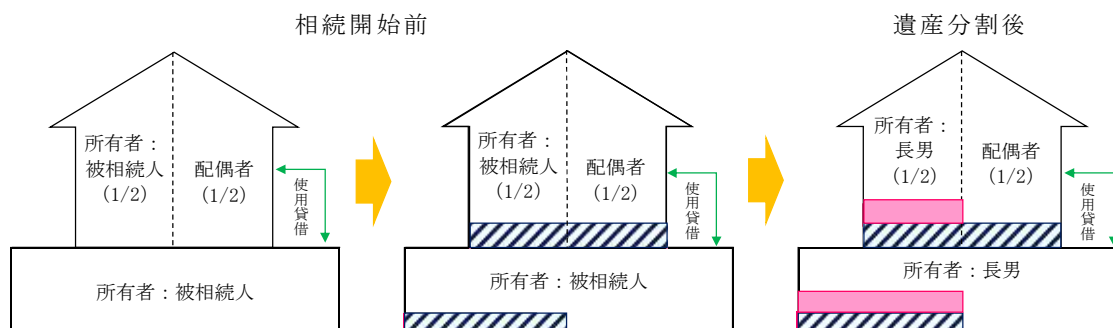 相続開始前
遺産分割後
所有者：
被相続人
(1/2)
配偶者
(1/2)
使用貸借
所有者：被相続人
所有者：
被相続人
(1/2)
配偶者
(1/2)
使用貸借
所有者：被相続人
所有者：
長男
(1/2)
配偶者
(1/2)
使用貸借
所有者：長男